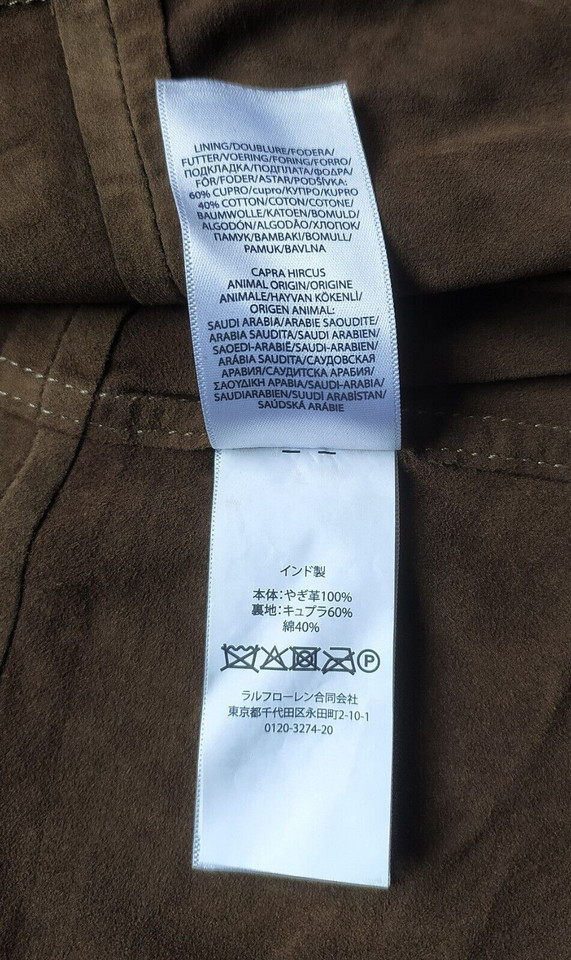 LINING/DOUBLURE/FODERA/
FUTTER/VOERING/FORING/FORRO/
ПОДКЛАДКА/ПОДПЛАТА/ΦΟΔΡΑ/
FÔR/FODER/ASTAR/PODŠÍVKA:
60% CUPRO/cupro/КУПРО/KUPRO
40% COTTON/COTON/COTONE/
BAUMWOLLE/KATOEN/BOMULD/
ALGODÓN/ALGODÃO/ХЛОПОК/
ПАМУК/BAMBAKI/BOMULL/
PAMUK/BAVLNA
CAPRA HIRCUS
ANIMAL ORIGIN/ORIGINE
ANIMALE/HAYVAN KÖKENLİ/
ORIGEN ANIMAL:
SAUDI ARABIA/ARABIE SAOUDITE/
ARABIA SAUDITA/SAUDI ARABIEN/
SAOEDI-ARABIË/SAUDI-ARABIEN/
ARÁBIA SAUDITA/САУДОВСКАЯ
АРАВИЯ/САУДИТСКА АРАБИЯ/
ΣΑΟΥΔΙΚΗ ΑΡΑΒΙΑ/SAUDI-ARABIA/
SAUDIARABIEN/SUUDİ ARABİSTAN/
SAÚDSKÁ ARÁBIE
インド製
本体:やぎ革100%
裏地:キュプラ60%
綿40%
P
ラルフローレン合同会社
東京都千代田区永田町2-10-1
0120-3274-20